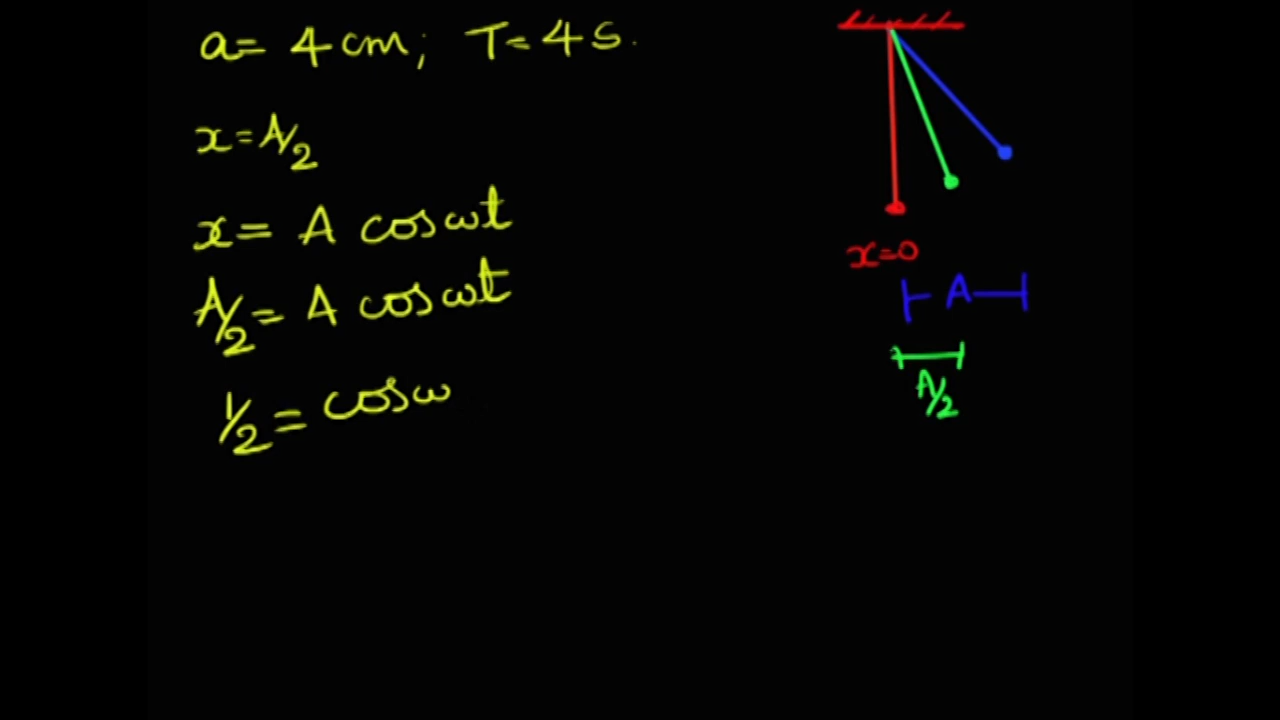 a = 4 cm; T = 4 s.
x = A/2
x = A cos ωt
A/2 = A cos ωt
1/2 = cos ω
x=0
A
A/2